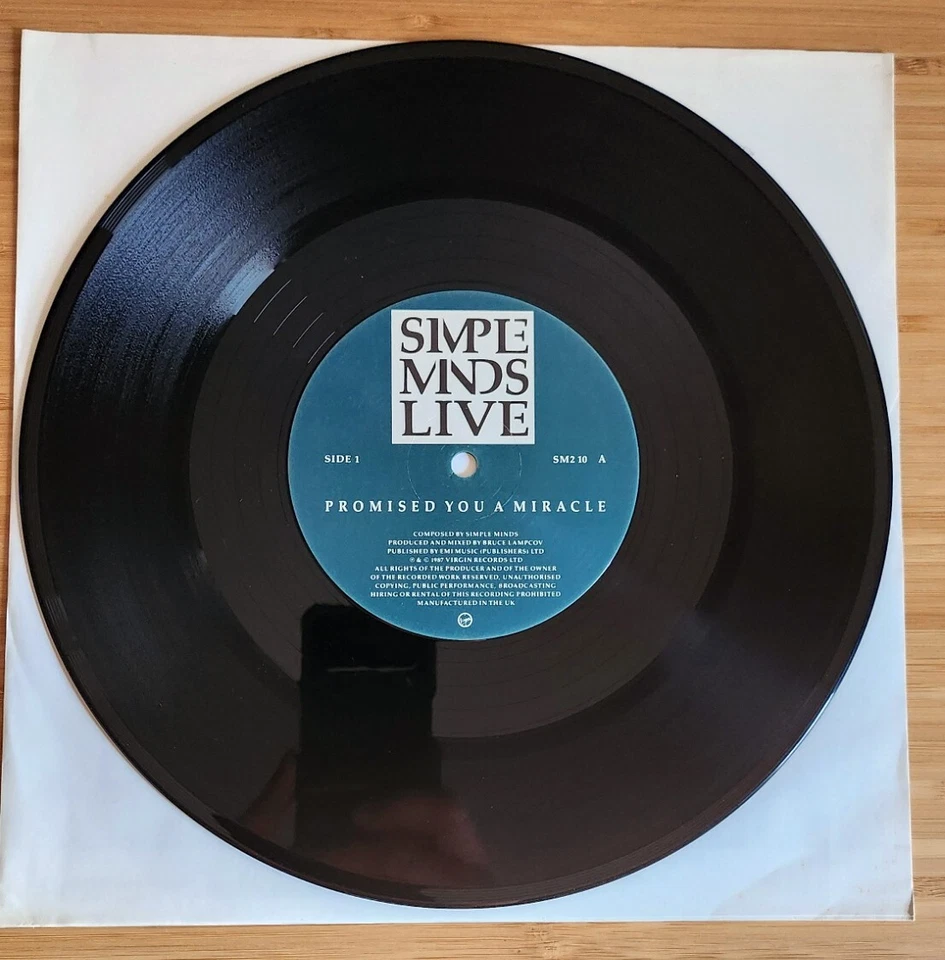 SIMPLE
MINDS
LIVE
SIDE 1 SM2 10 A
PROMISED YOU A MIRACLE
COMPOSED BY SIMPLE MINDS
PRODUCED AND MIXED BY BRUCE LAMPCOV
PUBLISHED BY EMI MUSIC (PUBLISHERS) LTD
℗ & © 1987 VIRGIN RECORDS LTD
ALL RIGHTS OF THE PRODUCER AND OF THE OWNER
OF THE RECORDED WORK RESERVED, UNAUTHORISED
COPYING, PUBLIC PERFORMANCE, BROADCASTING
HIRING OR RENTAL OF THIS RECORDING PROHIBITED
MANUFACTURED IN THE UK
Virgin